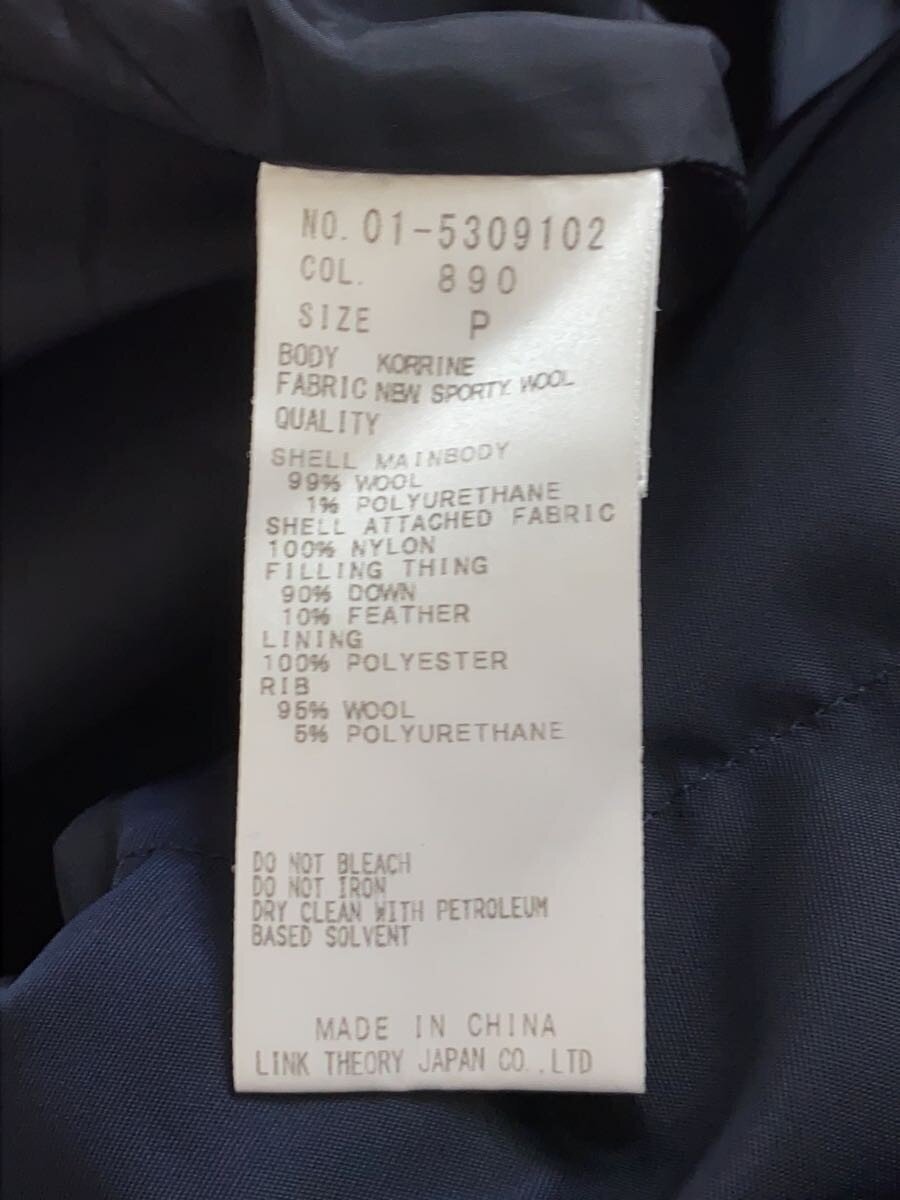 NO. 01-5309102
COL. 890
SIZE P
BODY KORRINE
FABRIC NEW SPORTY WOOL
QUALITY
SHELL MAINBODY
99% WOOL
1% POLYURETHANE
SHELL ATTACHED FABRIC
100% NYLON
FILLING THING
90% DOWN
10% FEATHER
LINING
100% POLYESTER
RIB
95% WOOL
5% POLYURETHANE
DO NOT BLEACH
DO NOT IRON
DRY CLEAN WITH PETROLEUM
BASED SOLVENT
MADE IN CHINA
LINK THEORY JAPAN CO.,LTD